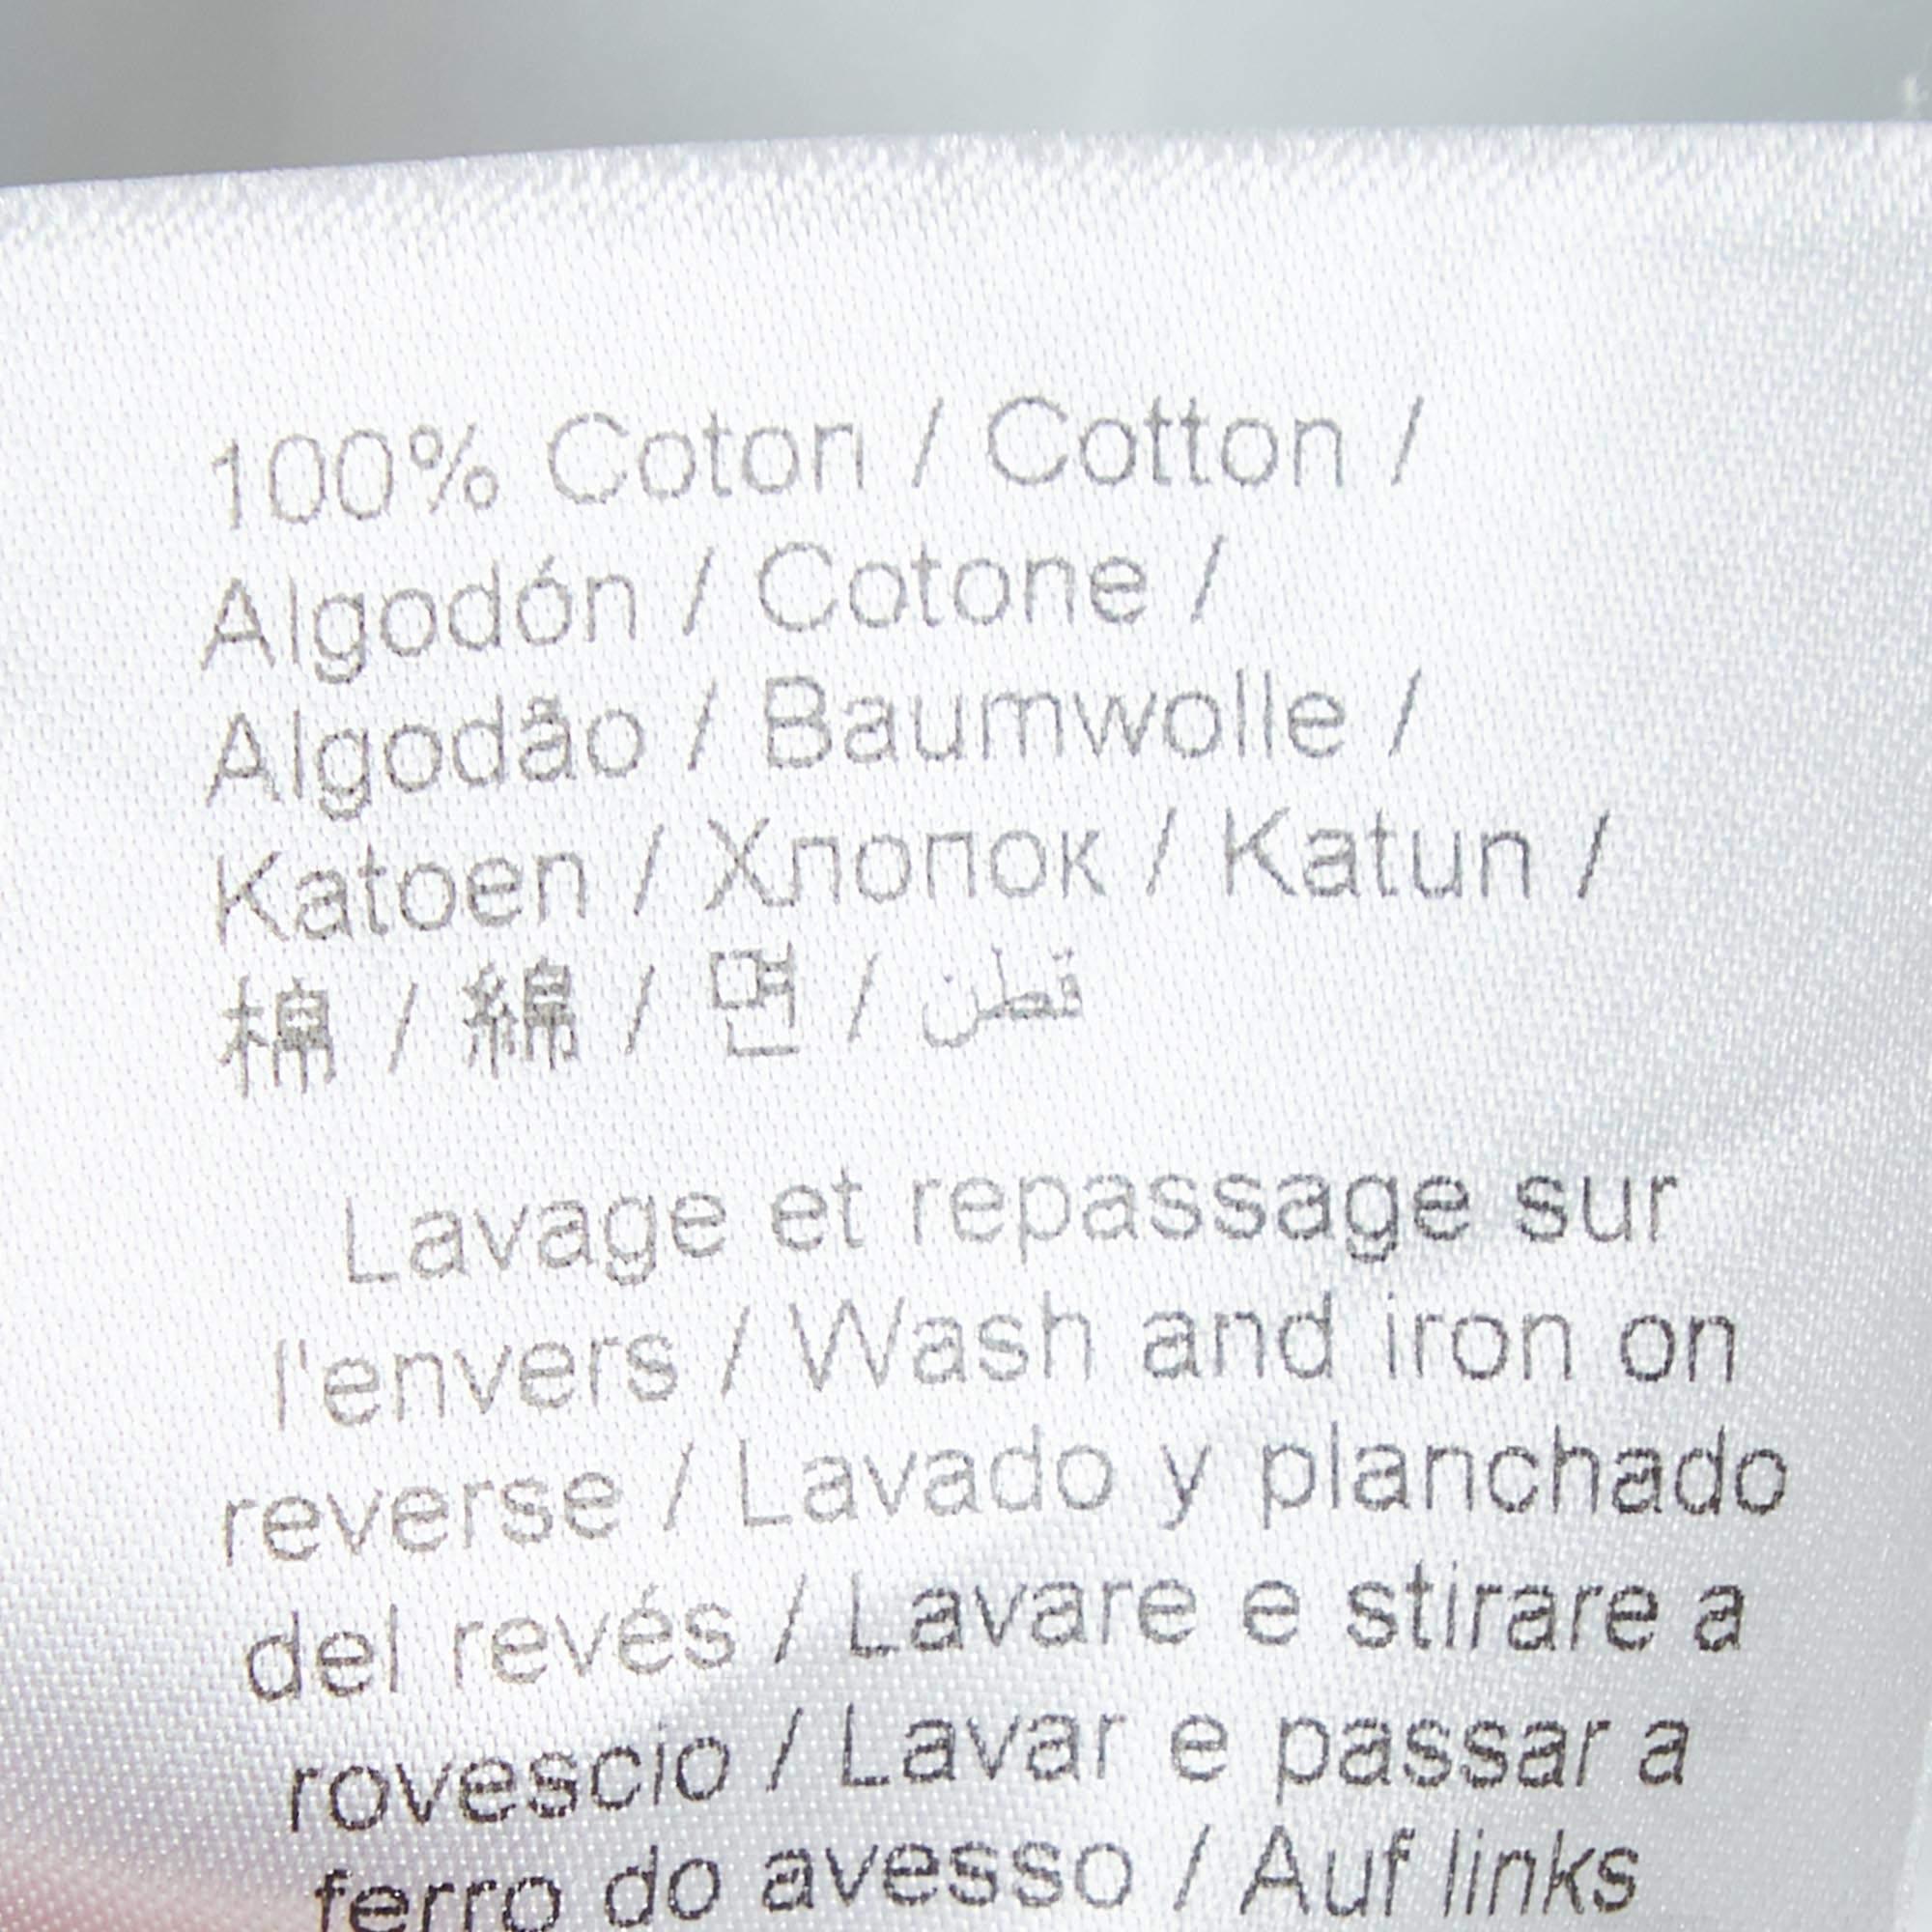 100% Coton / Cotton /
Algodón / Cotone /
Algodão / Baumwolle /
Katoen / Хлопок / Katun /
棉 / 綿 / 면 / قطن
Lavage et repassage sur
l'envers / Wash and iron on
reverse / Lavado y planchado
del revés / Lavare e stirare a
rovescio / Lavar e passar a
ferro do avesso / Auf links